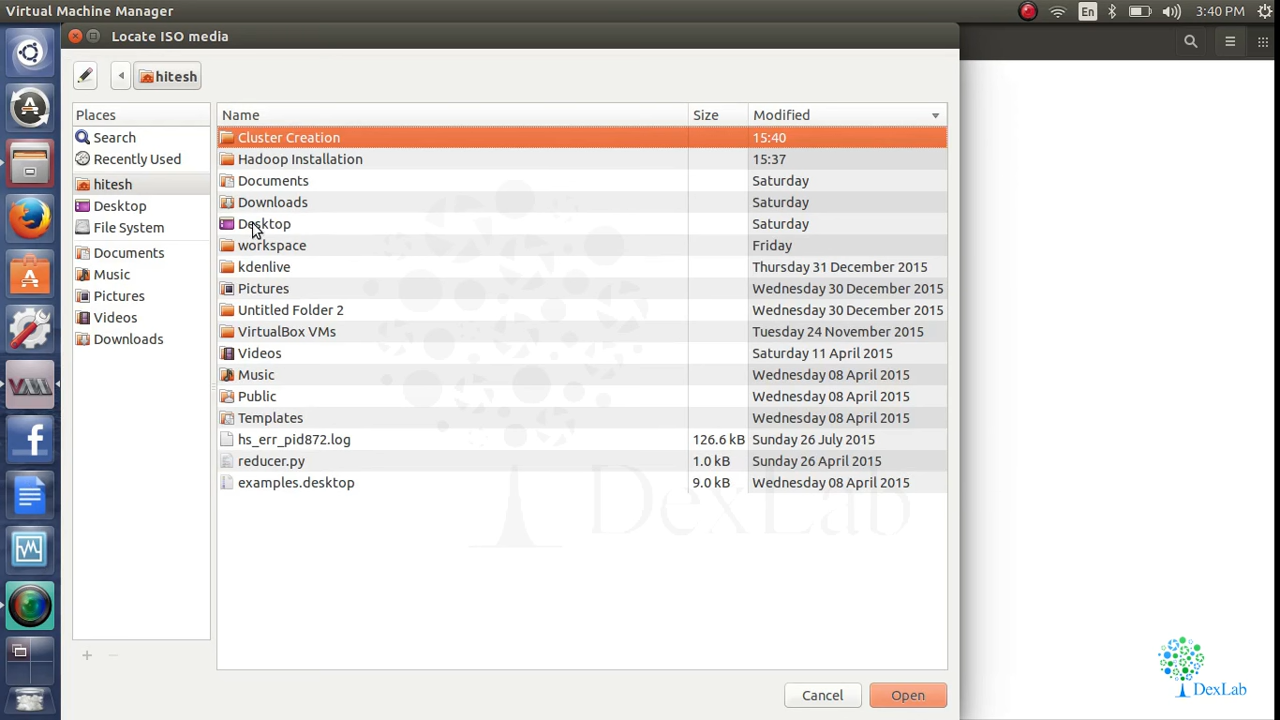 Virtual Machine Manager
En
3:40 PM
Locate ISO media
hitesh
Places
Search
Recently Used
hitesh
Desktop
File System
Documents
Music
Pictures
Videos
Downloads
Name Size Modified
Cluster Creation 15:40
Hadoop Installation 15:37
Documents Saturday
Downloads Saturday
Desktop Saturday
workspace Friday
kdenlive Thursday 31 December 2015
Pictures Wednesday 30 December 2015
Untitled Folder 2 Wednesday 30 December 2015
VirtualBox VMs Tuesday 24 November 2015
Videos Saturday 11 April 2015
Music Wednesday 08 April 2015
Public Wednesday 08 April 2015
Templates Wednesday 08 April 2015
hs_err_pid872.log 126.6 kB Sunday 26 July 2015
reducer.py 1.0 kB Sunday 26 April 2015
examples.desktop 9.0 kB Wednesday 08 April 2015
DexLab
Cancel
Open
DexLab